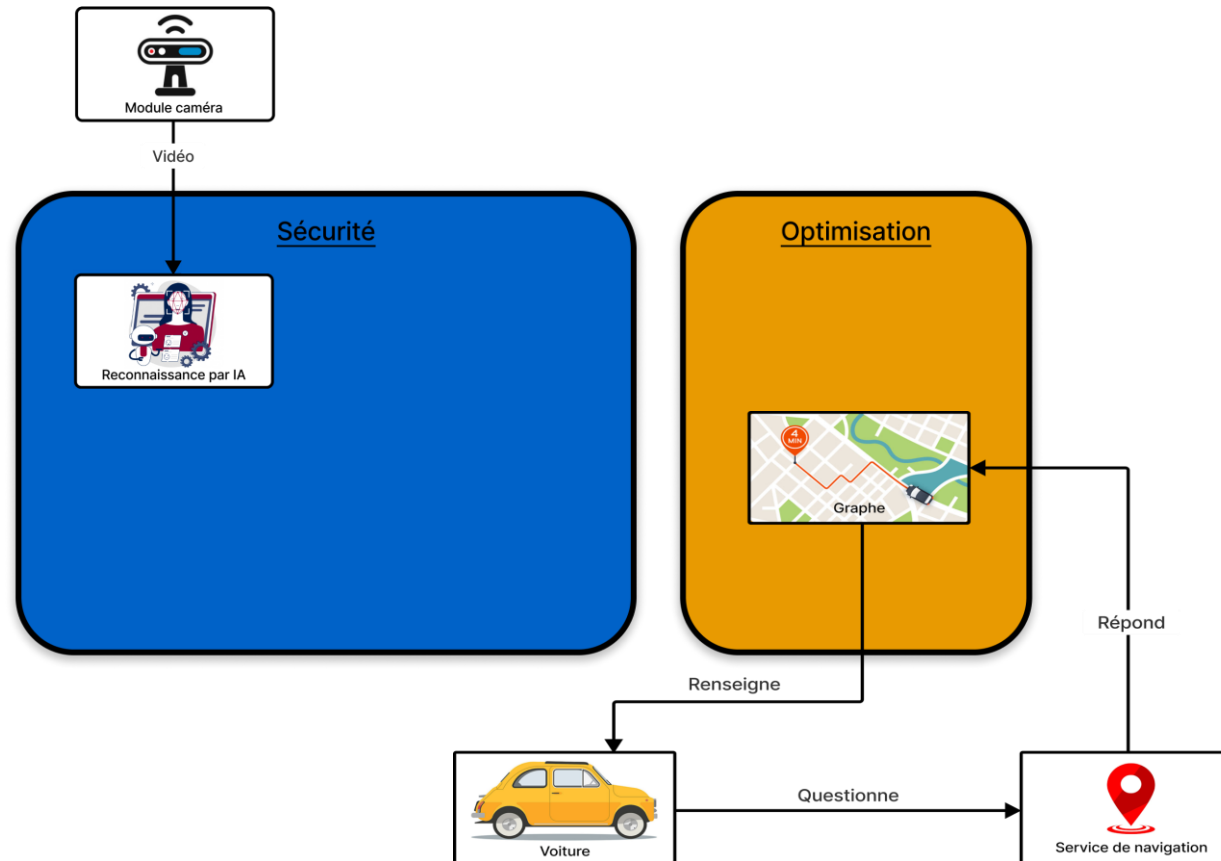 Module caméra
Vidéo
Sécurité
Optimisation
Reconnaissance par IA
4
MIN
Graphe
Répond
Renseigne
Questionne
Voiture
Service de navigation